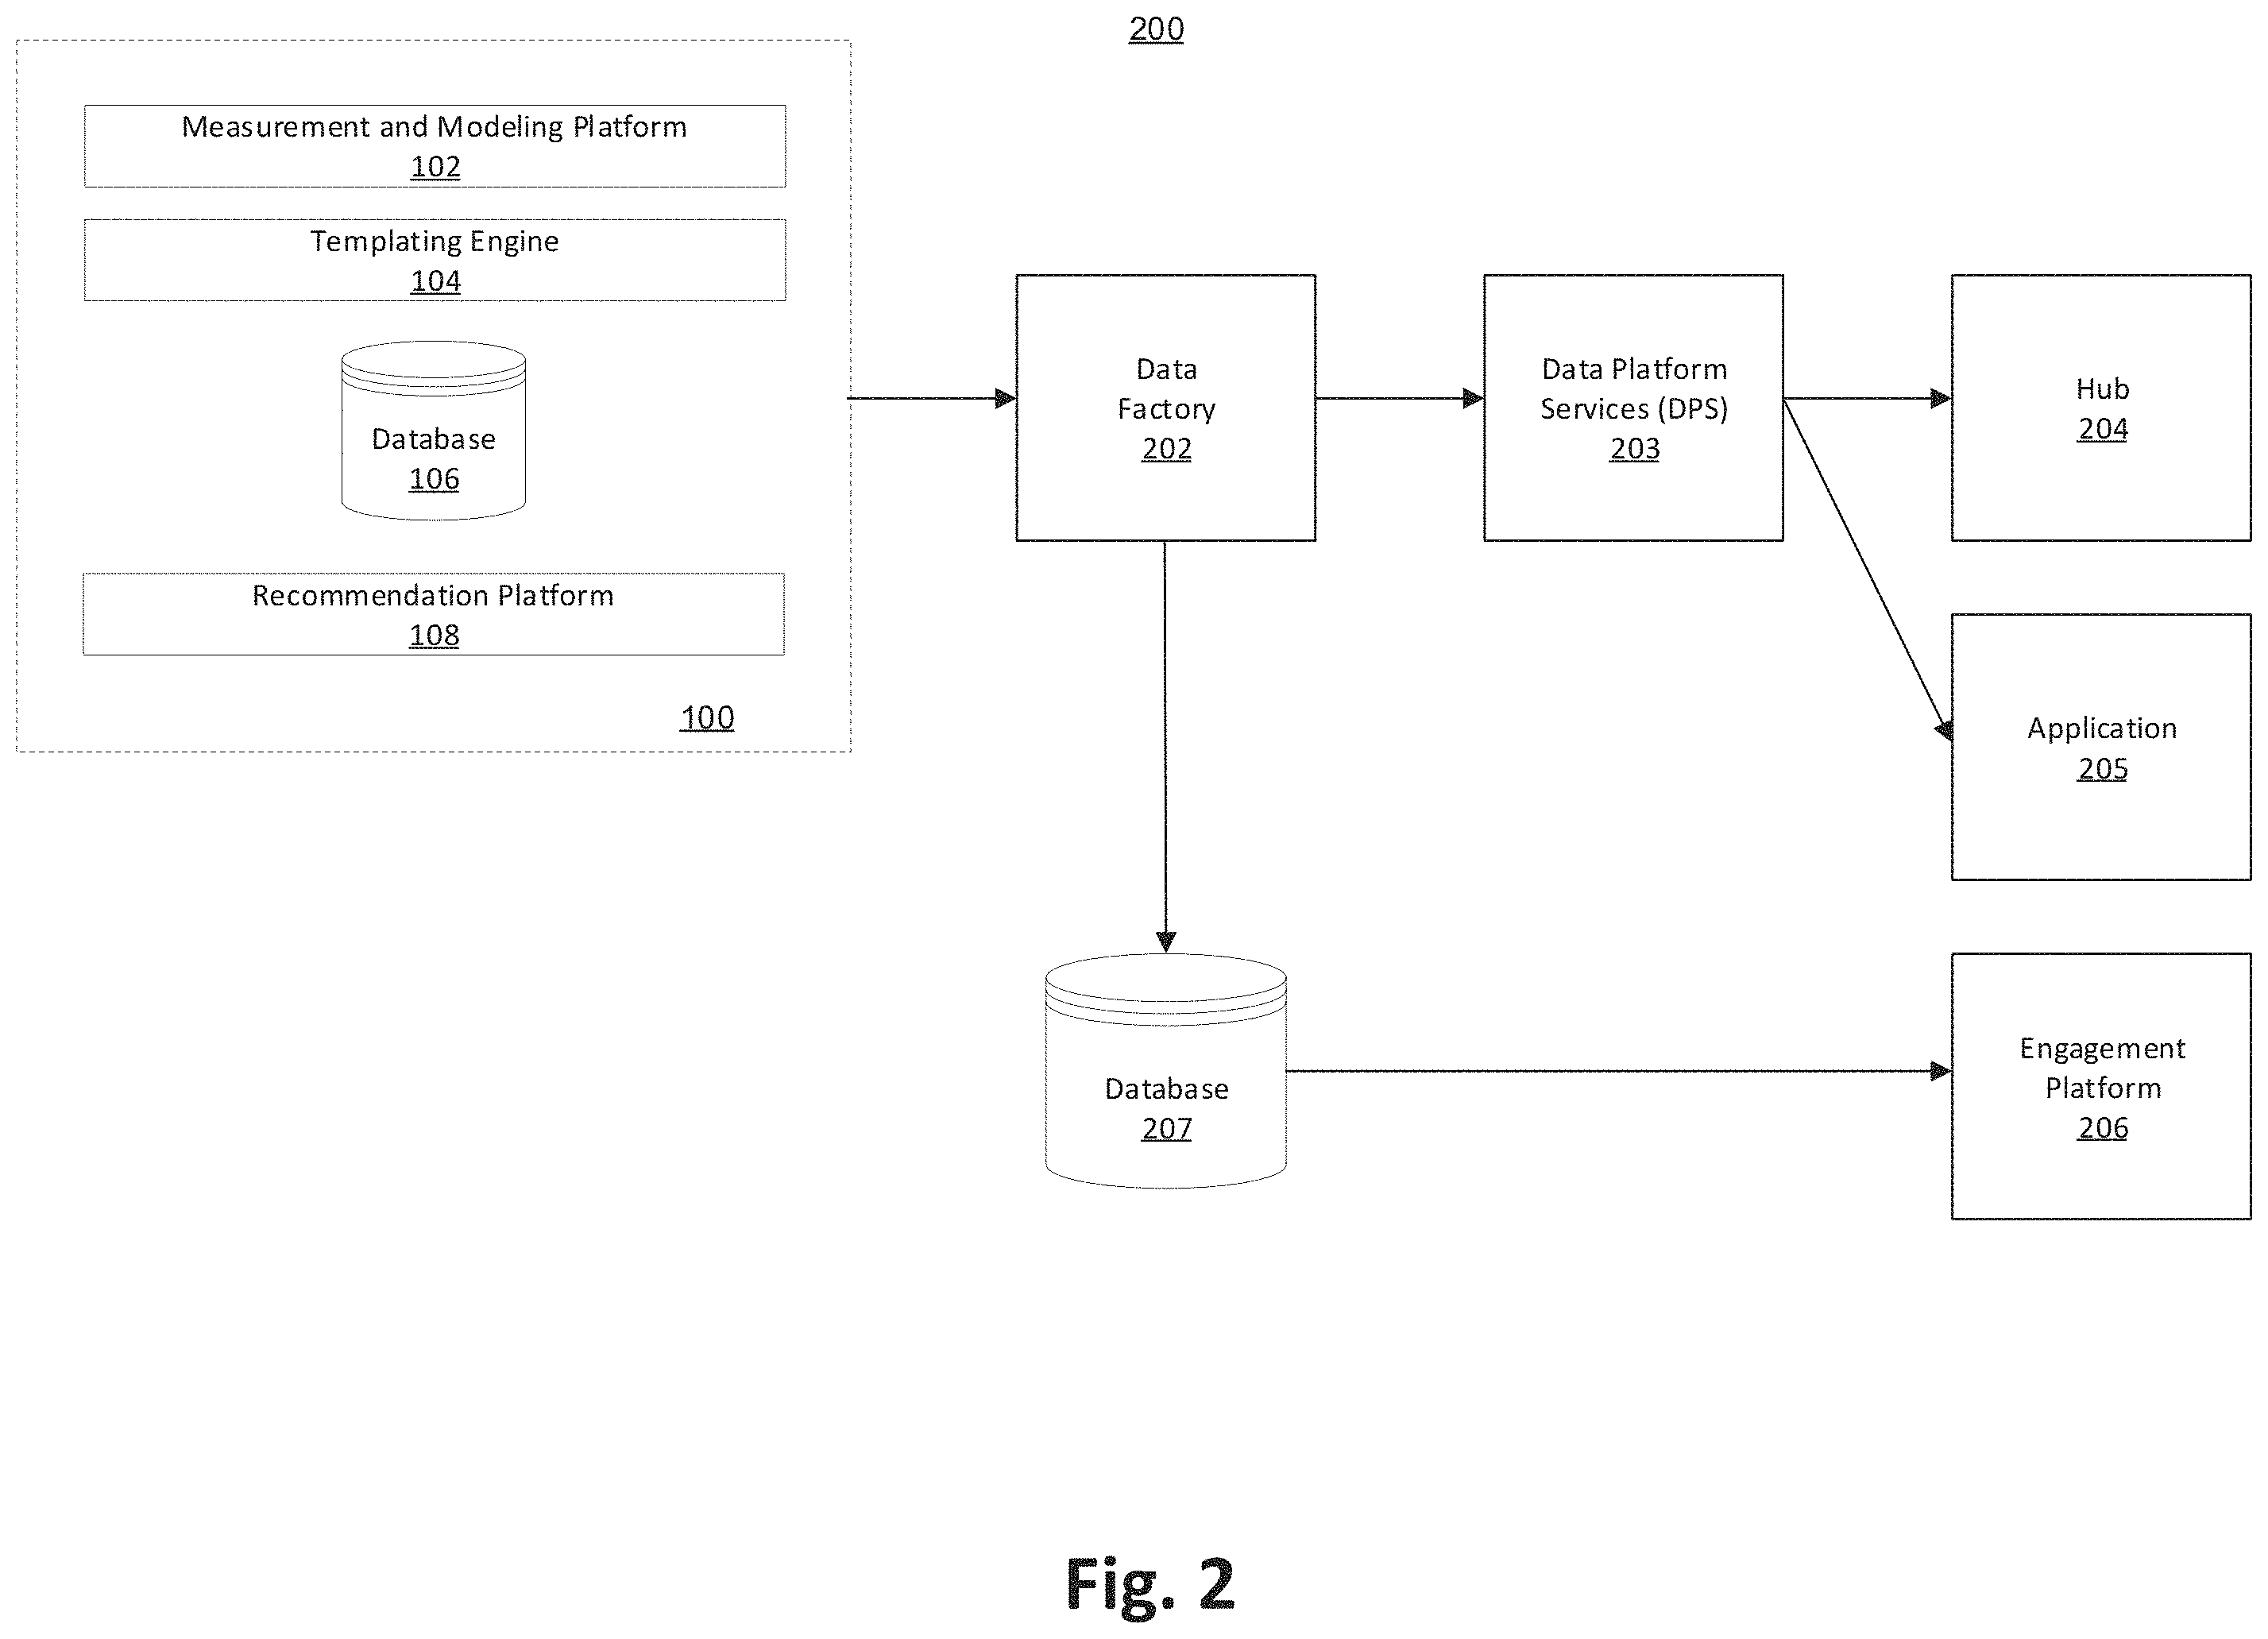 200
Measurement and Modeling Platform
102
Templating Engine
104
Database
106
Recommendation Platform
108
100
Data
Factory
202
Data Platform
Services (DPS)
203
Hub
204
Application
205
Database
207
Engagement
Platform
206
Fig. 2